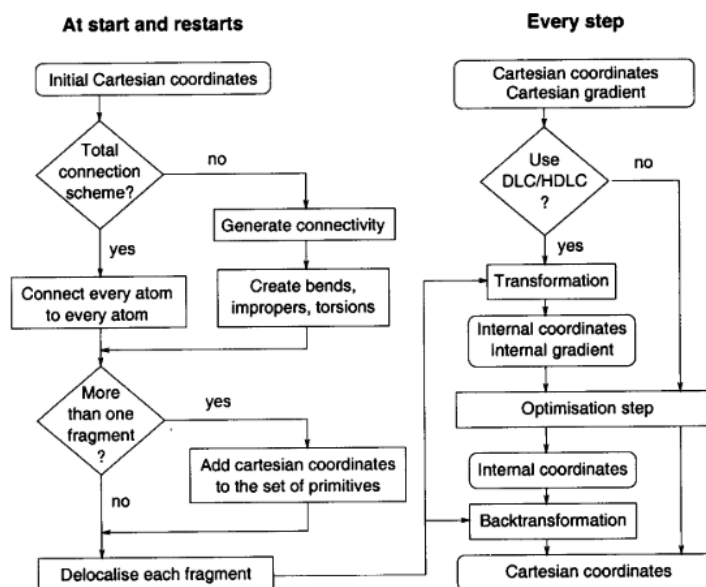 At start and restarts
Initial Cartesian coordinates
Total
connection
scheme?
no
yes
Generate connectivity
Connect every atom
to every atom
Create bends,
impropers, torsions
More
than one
fragment
?
yes
Add cartesian coordinates
to the set of primitives
no
Delocalise each fragment
Every step
Cartesian coordinates
Cartesian gradient
Use
DLC/HDLC
?
no
yes
Transformation
Internal coordinates
Internal gradient
Optimisation step
Internal coordinates
Backtransformation
Cartesian coordinates